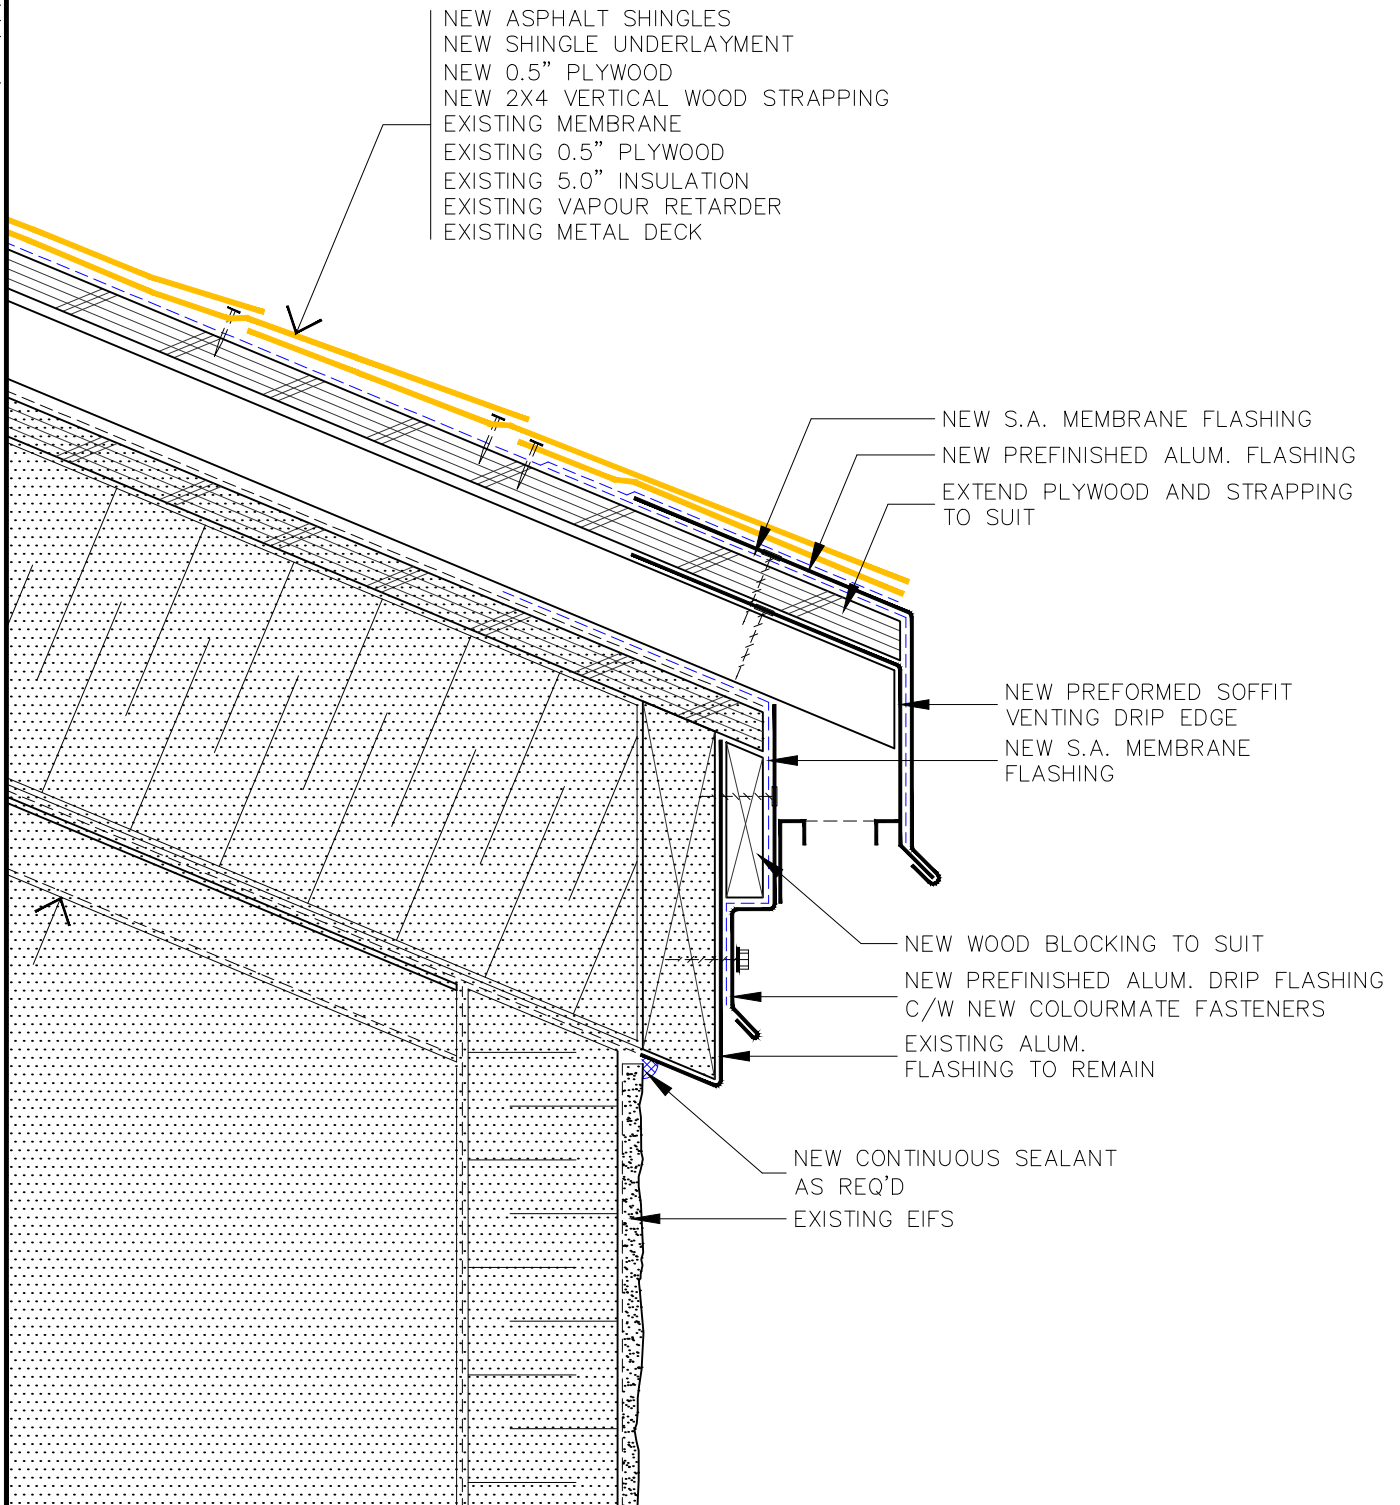 NEW ASPHALT SHINGLES
NEW SHINGLE UNDERLAYMENT
NEW 0.5” PLYWOOD
NEW 2X4 VERTICAL WOOD STRAPPING
EXISTING MEMBRANE
EXISTING 0.5” PLYWOOD
EXISTING 5.0” INSULATION
EXISTING VAPOUR RETARDER
EXISTING METAL DECK
NEW S.A. MEMBRANE FLASHING
NEW PREFINISHED ALUM. FLASHING
EXTEND PLYWOOD AND STRAPPING
TO SUIT
NEW PREFORMED SOFFIT
VENTING DRIP EDGE
NEW S.A. MEMBRANE
FLASHING
NEW WOOD BLOCKING TO SUIT
NEW PREFINISHED ALUM. DRIP FLASHING
C/W NEW COLOURMATE FASTENERS
EXISTING ALUM.
FLASHING TO REMAIN
NEW CONTINUOUS SEALANT
AS REQ'D
EXISTING EIFS